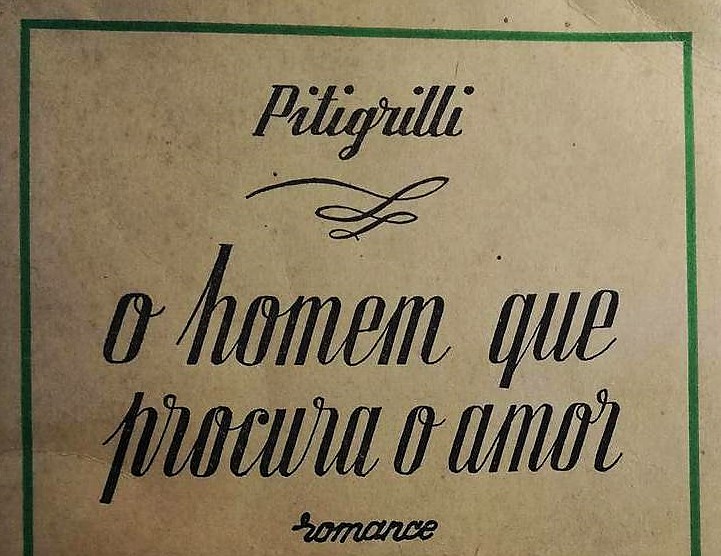 Pitigrilli
o homem que
procura o amor
romance